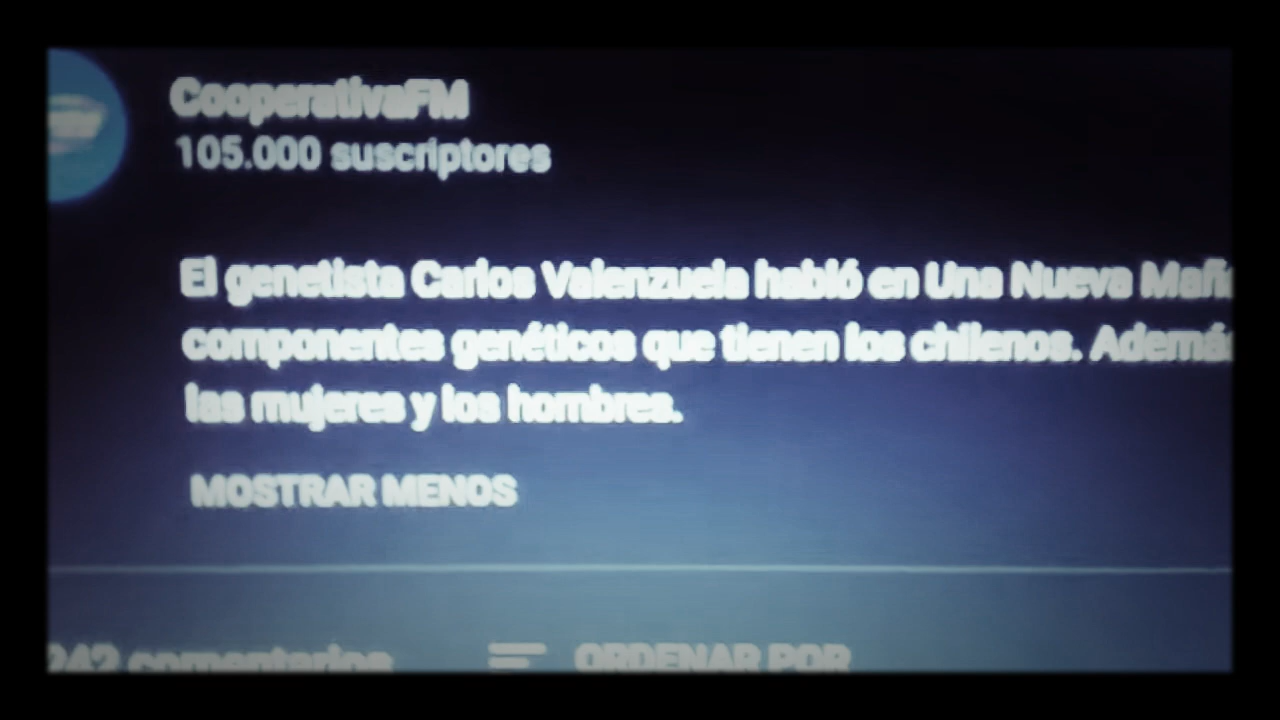 CooperativaFM
105.000 suscriptores
El genetista Carlos Valenzuela habló en Una Nueva
componentes genéticos que tienen los chilenos.
las mujeres y los hombres.
MOSTRAR MENOS
242 comentarios ORDENAR POR